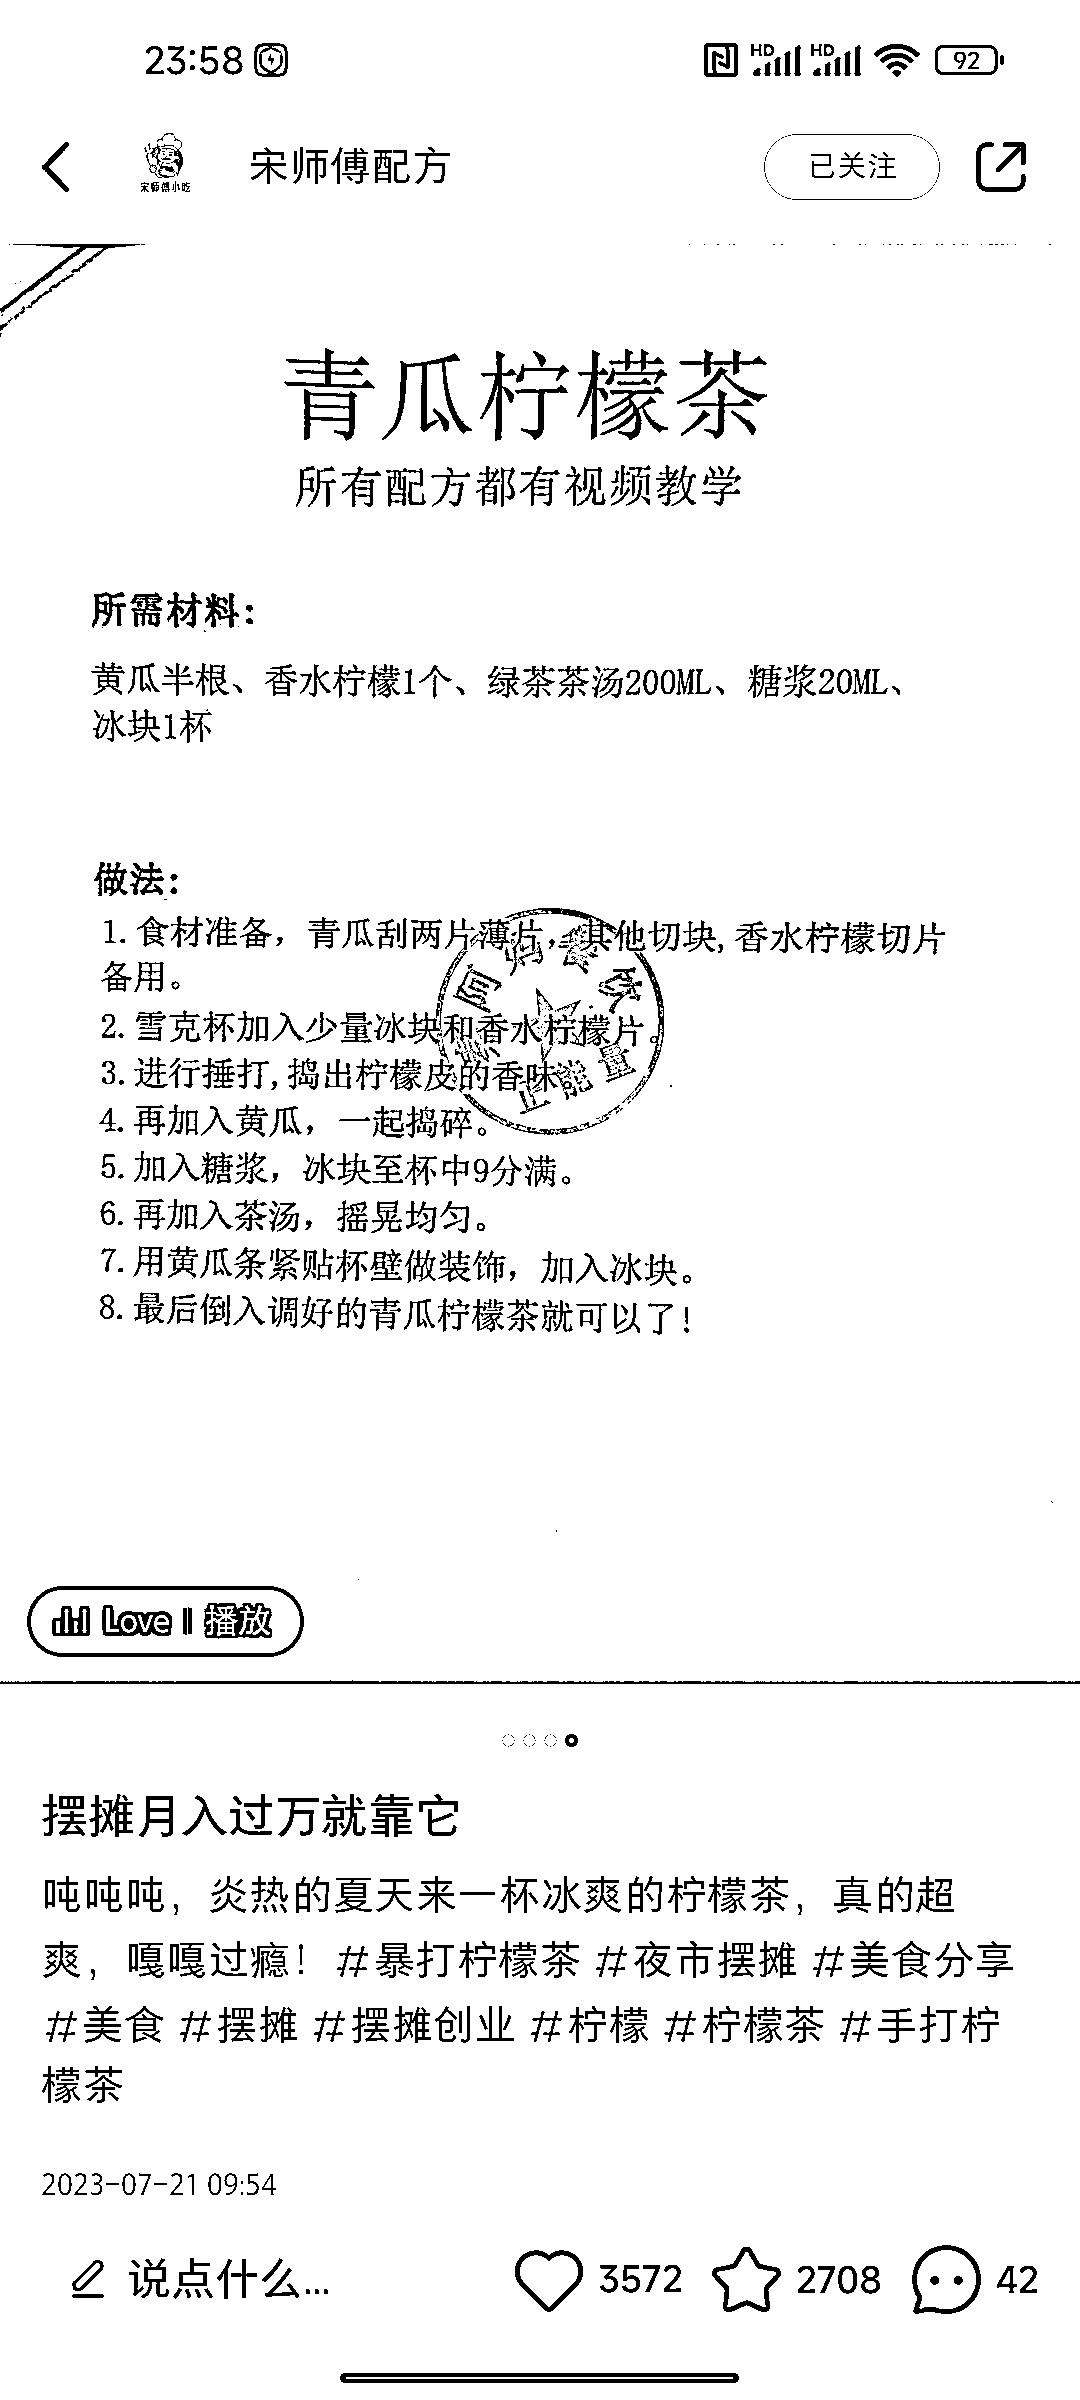 23:58
HD HD 92
宋师傅小吃
宋师傅配方
已关注
青瓜柠檬茶
所有配方都有视频教学
所需材料：
黄瓜半根、香水柠檬1个、绿茶茶汤200ML、糖浆20ML、
冰块1杯
做法：
1. 食材准备，青瓜刮两片薄片，其他切块,香水柠檬切片
备用。
2. 雪克杯加入少量冰块和香水柠檬片。
3. 进行捶打,捣出柠檬皮的香味
4. 再加入黄瓜，一起捣碎。
5. 加入糖浆，冰块至杯中9分满。
6. 再加入茶汤，摇晃均匀。
7. 用黄瓜条紧贴杯壁做装饰，加入冰块。
8. 最后倒入调好的青瓜柠檬茶就可以了！
正能量
Love 播放
摆摊月入过万就靠它
吨吨吨，炎热的夏天来一杯冰爽的柠檬茶，真的超
爽，嘎嘎过瘾！#暴打柠檬茶 #夜市摆摊 #美食分享
#美食 #摆摊 #摆摊创业 #柠檬 #柠檬茶 #手打柠
檬茶
2023-07-21 09:54
说点什么...
3572 2708 42